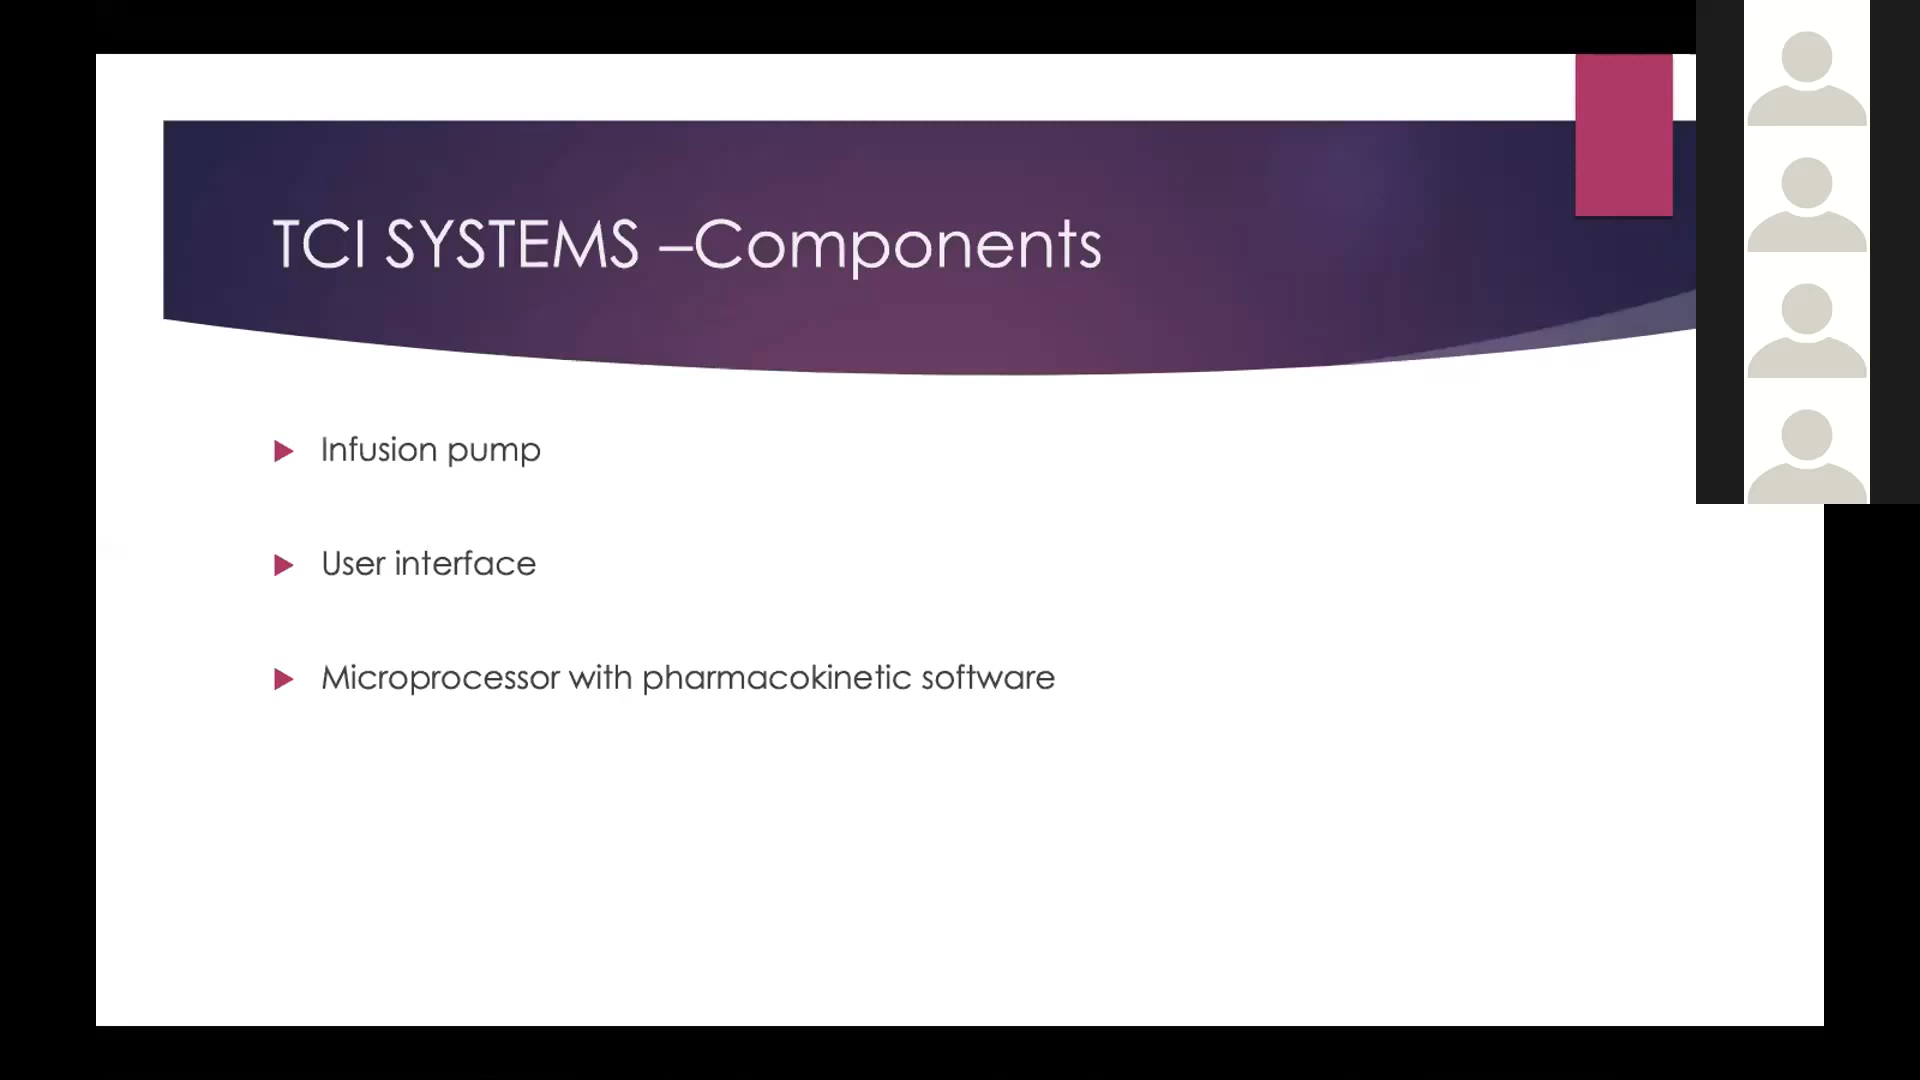 TCI SYSTEMS –Components
Infusion pump
User interface
Microprocessor with pharmacokinetic software